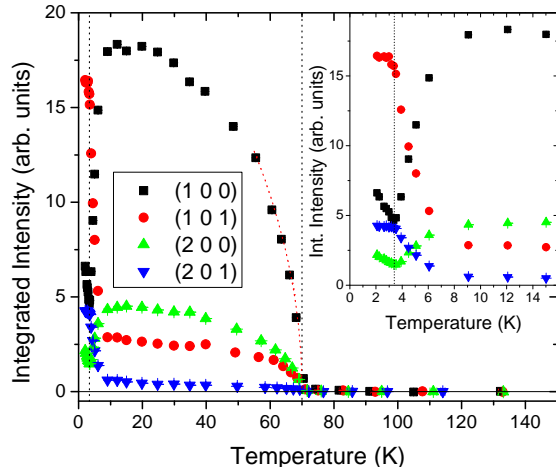 Integrated Intensity (arb. units)
25
20
15
10
5
0
0 20 40 60 80 100 120 140
Temperature (K)
(1 0 0)
(1 0 1)
(2 0 0)
(2 0 1)
Int. Intensity (arb. units)
20
15
10
5
0
0 2 4 6 8 10 12 14
Temperature (K)